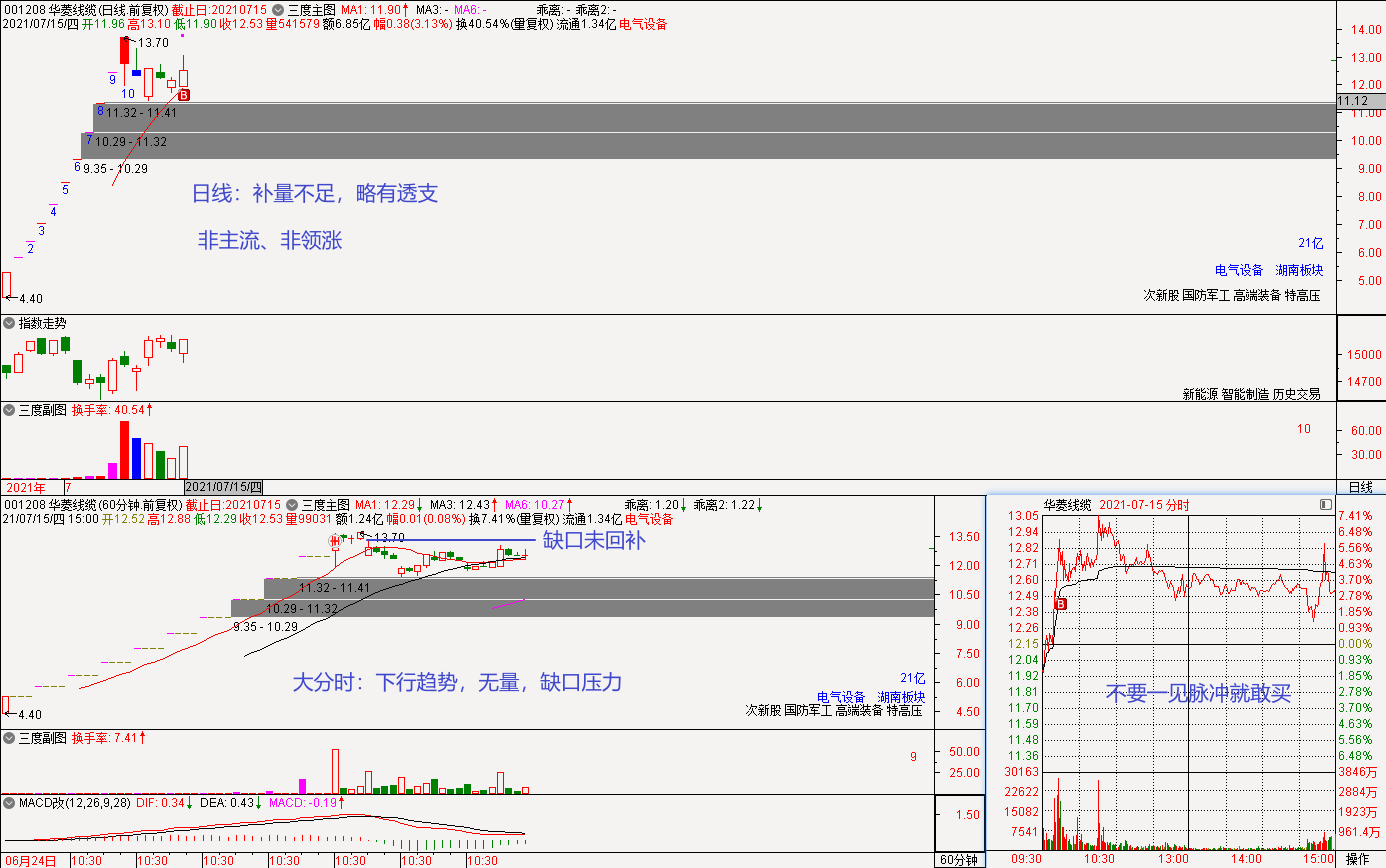 001208 华菱线缆(日线.前复权) 截止日:20210715 三度主图 MA1: 11.90↑ MA3: - MA6: - 乖离: - 乖离2: -
2021/07/15/四 开11.96 高13.10 低11.90 收12.53 量541579 额6.85亿 幅0.38(3.13%) 换40.54%(量复权) 流通1.34亿 电气设备
14.00
13.70
13.00
9
12.00
10
B
11.12
8 11.32 - 11.41
11.00
7 10.29 - 11.32
10.00
6 9.35 - 10.29
9.00
5
8.00
日线：补量不足，略有透支
4
3
7.00
非主流、非领涨
2
21亿
6.00
电气设备 湖南板块
5.00
4.40
次新股 国防军工 高端装备 特高压
指数走势
15000
14700
新能源 智能制造 历史交易
三度副图 换手率: 40.54↑
10
60.00
30.00
2021年 7 2021/07/15/四 日线
001208 华菱线缆(60分钟.前复权) 截止日:20210715 三度主图 MA1: 12.29↓ MA3: 12.43↑ MA6: 10.27↑ 乖离: 1.20↓ 乖离2: 1.22↓
21/07/15/四 15:00 开12.52 高12.88 低12.29 收12.53 量99031 额1.24亿 幅0.01(0.08%) 换7.41%(量复权) 流通1.34亿 电气设备
13.70
缺口未回补
13.50
12.00
11.32 - 11.41
10.50
10.29 - 11.32
9.35 - 10.29
9.00
7.50
大分时：下行趋势，无量，缺口压力
21亿
6.00
电气设备 湖南板块
4.40
次新股 国防军工 高端装备 特高压
4.50
三度副图 换手率: 7.41↑
9
50.00
25.00
MACD改(12,26,9,28) DIF: 0.34↓ DEA: 0.43↓ MACD: -0.19↑
1.50
06月24日 10:30 10:30 10:30 10:30 10:30 10:30 10:30 60分钟
华菱线缆 2021-07-15 分时
13.05 7.41%
12.94 6.48%
12.82 5.56%
12.71 4.63%
12.60 3.70%
12.49 2.78%
B
12.38 1.85%
12.26 0.93%
12.15 0.00%
12.04 0.93%
11.92 1.85%
11.81 2.78%
不要一见脉冲就敢买
11.70 3.70%
11.59 4.63%
11.48 5.56%
11.36 6.48%
30163 3846万
22622 2884万
15082 1923万
7541 961.4万
09:30 10:30 13:00 14:00 15:00 操作